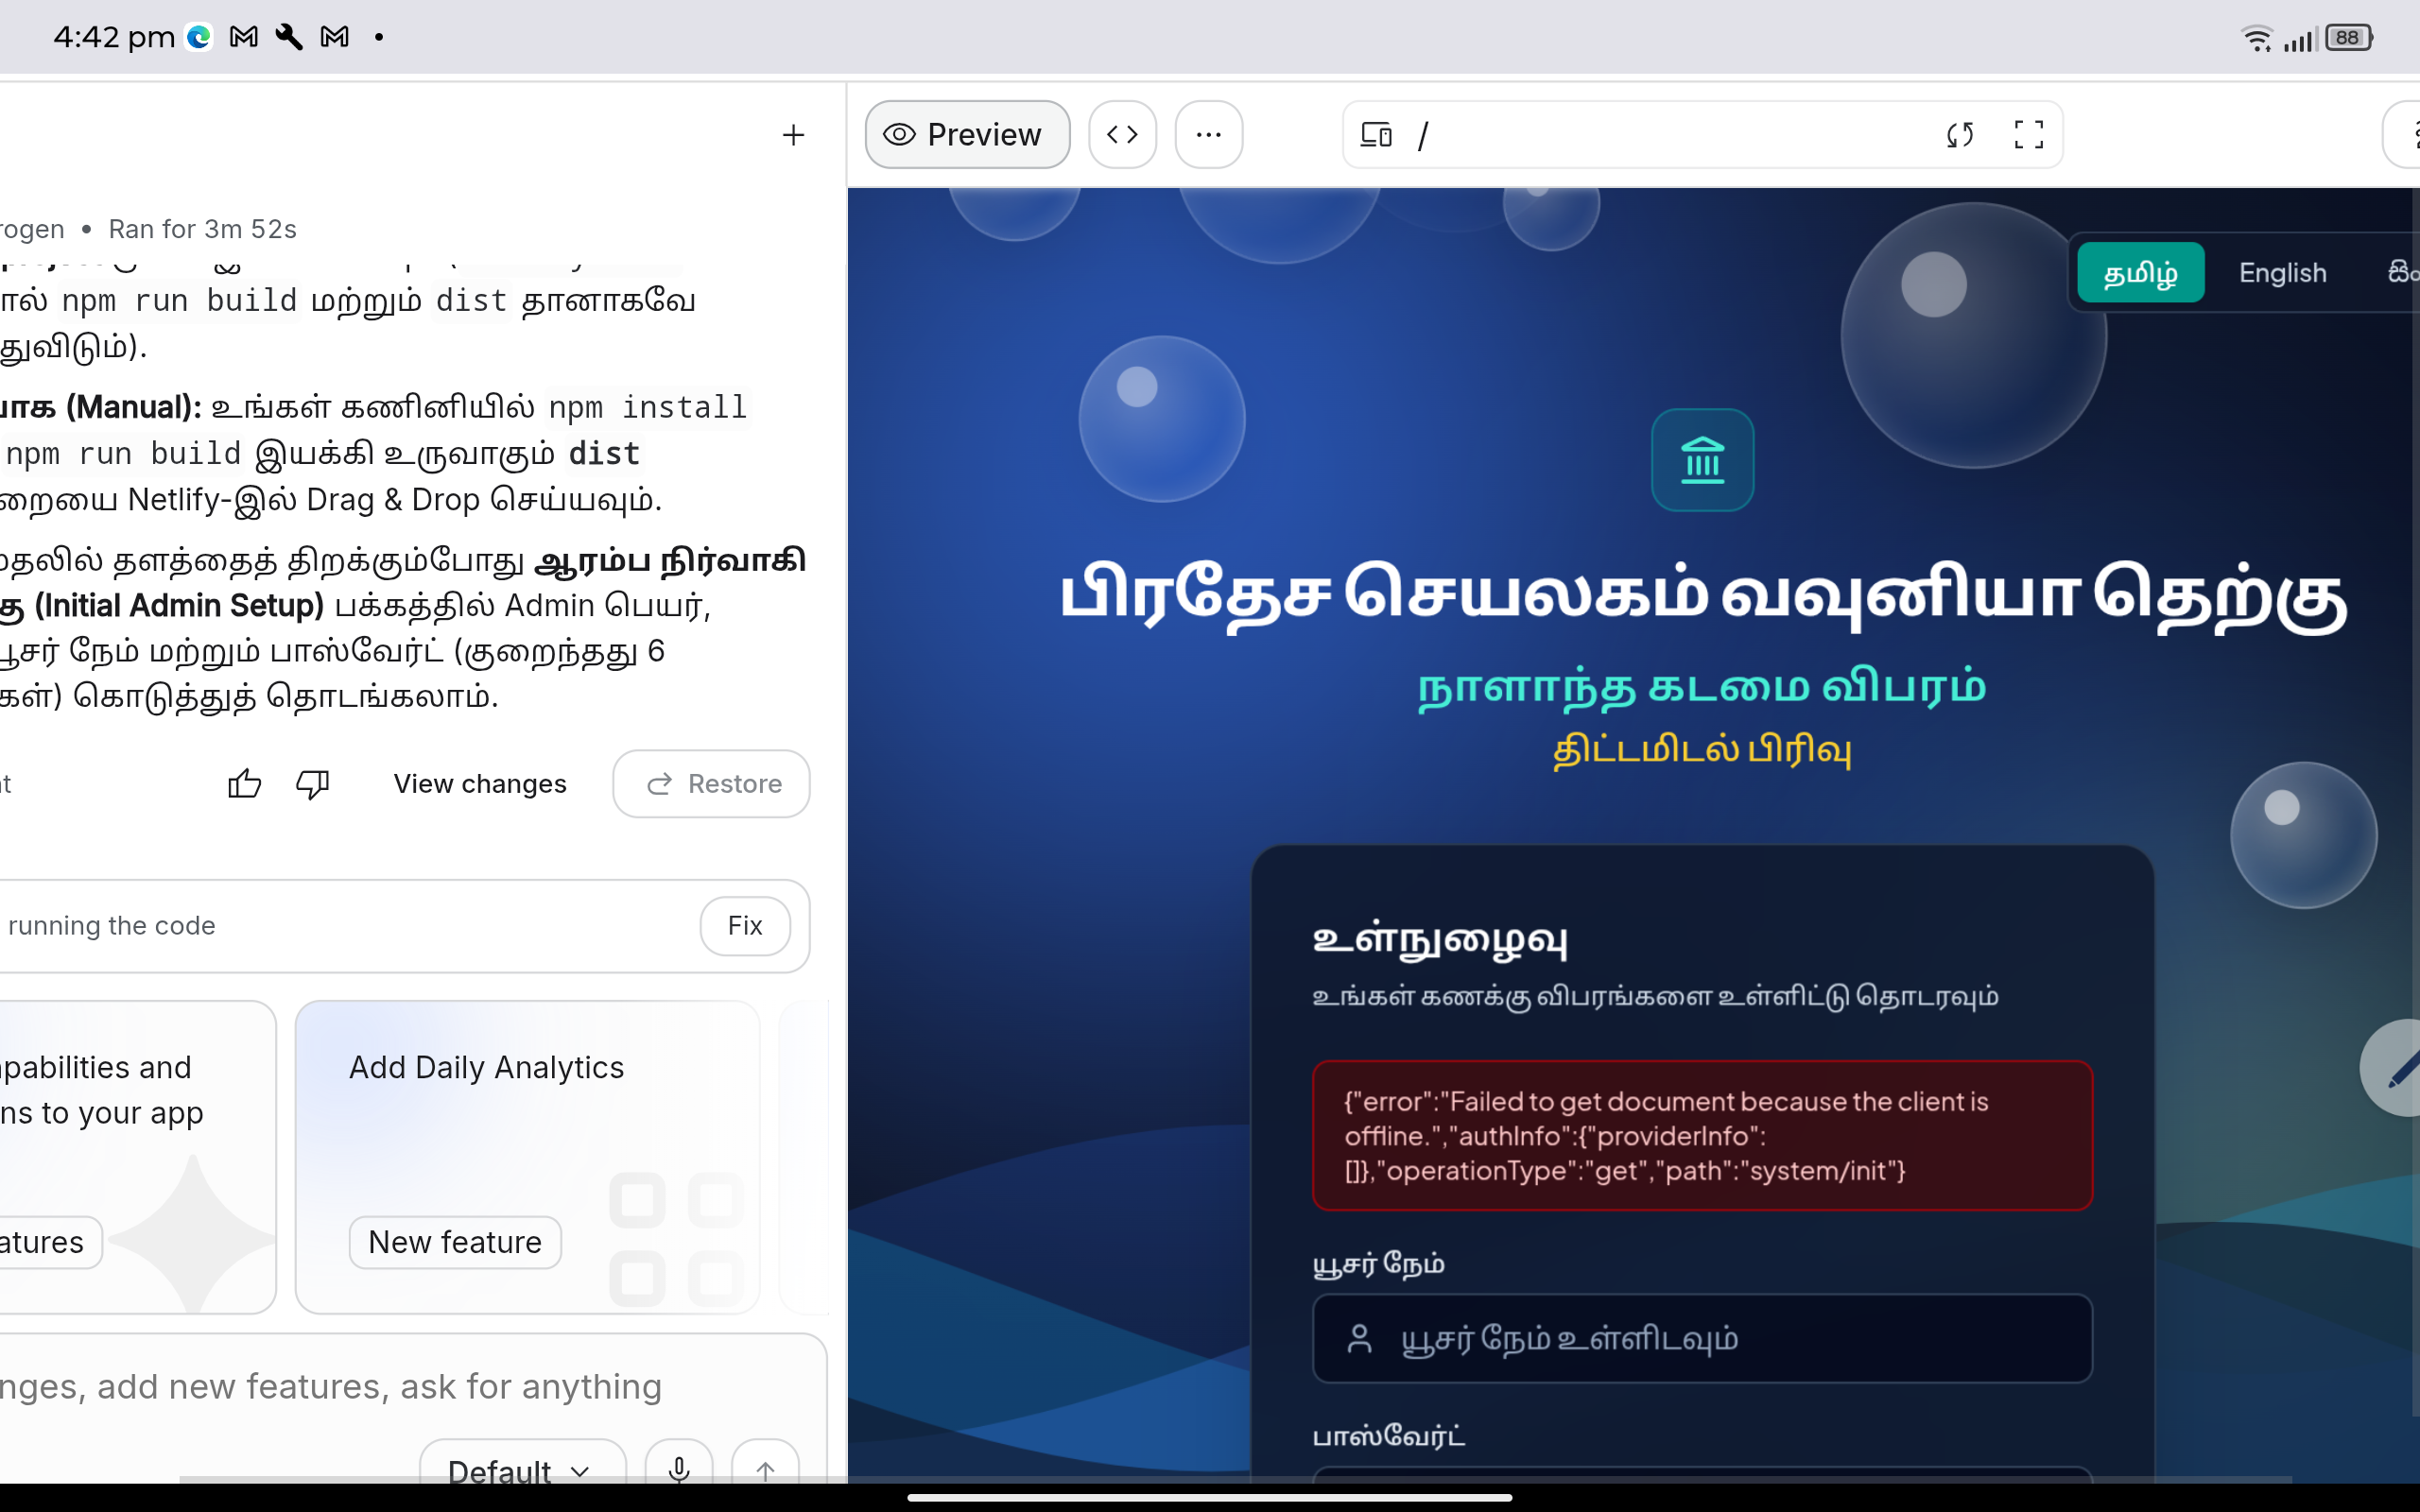 4:42 pm
88
Preview
/
rogen • Ran for 3m 52s
ால் npm run build மற்றும் dist தானாகவே
துவிடும்).
(Manual): உங்கள் கணினியில் npm install
npm run build இயக்கி உருவாகும் dist
றையை Netlify-இல் Drag & Drop செய்யவும்.
தலில் தளத்தைத் திறக்கும்போது ஆரம்ப நிர்வாகி
கு (Initial Admin Setup) பக்கத்தில் Admin பெயர்,
பூசர் நேம் மற்றும் பாஸ்வேர்ட் (குறைந்தது 6
கள்) கொடுத்துத் தொடங்கலாம்.
View changes
Restore
running the code
Fix
pabilities and
ns to your app
atures
Add Daily Analytics
New feature
nges, add new features, ask for anything
Default
தமிழ்
English
பிரதேச செயலகம் வவுனியா தெற்கு
நாளாந்த கடமை விபரம்
திட்டமிடல் பிரிவு
உள்நுழைவு
உங்கள் கணக்கு விபரங்களை உள்ளிட்டு தொடரவும்
{"error":"Failed to get document because the client is
offline.","authInfo":{"providerInfo":
[]},"operationType":"get","path":"system/init"}
யூசர் நேம்
யூசர் நேம் உள்ளிடவும்
பாஸ்வேர்ட்